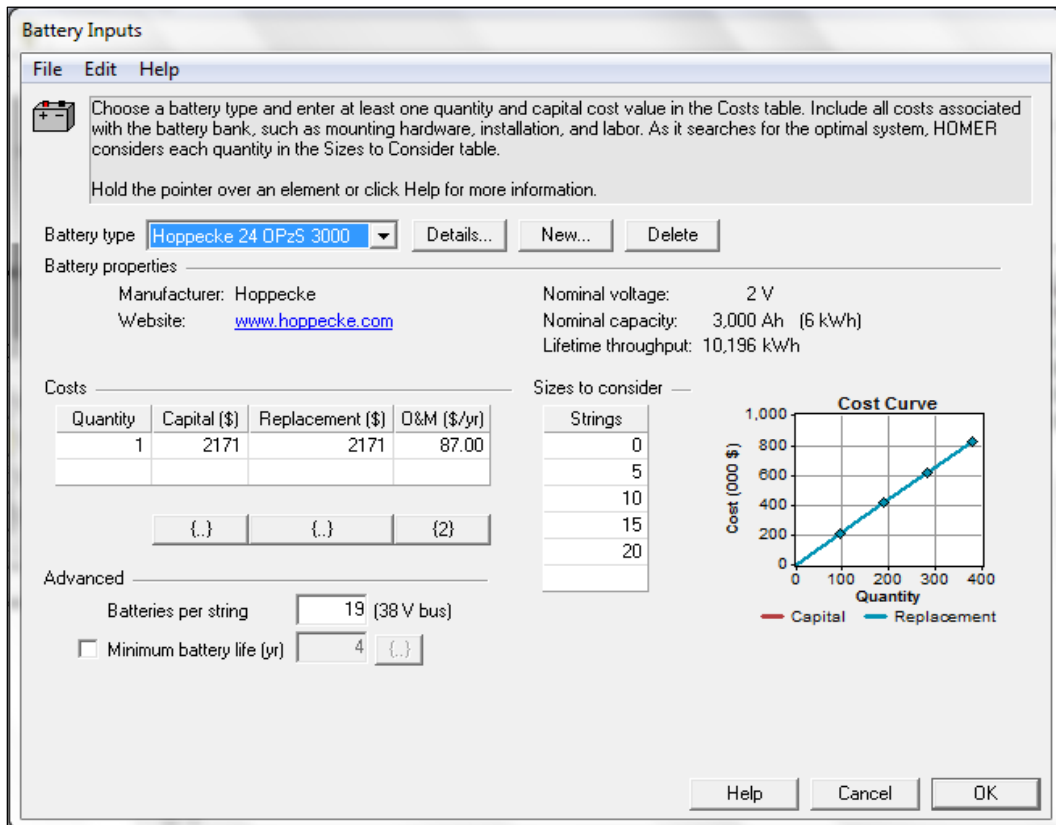 Battery Inputs
File Edit Help
Choose a battery type and enter at least one quantity and capital cost value in the Costs table. Include all costs associated
with the battery bank, such as mounting hardware, installation, and labor. As it searches for the optimal system, HOMER
considers each quantity in the Sizes to Consider table.
Hold the pointer over an element or click Help for more information.
Battery type Hoppecke 24 OPzS 3000 Details... New... Delete
Battery properties
Manufacturer: Hoppecke Nominal voltage: 2 V
Website: www.hoppecke.com Nominal capacity: 3,000 Ah (6 kWh)
Lifetime throughput: 10,196 kWh
Costs
Quantity Capital ($) Replacement ($) O&M ($/yr)
1 2171 2171 87.00
{..} {..} {2}
Sizes to consider
Strings
0
5
10
15
20
Cost Curve
Cost (000 $)
1,000
800
600
400
200
0
0 100 200 300 400
Quantity
Capital Replacement
Advanced
Batteries per string 19 (38 V bus)
Minimum battery life (yr) 4 {..}
Help Cancel OK